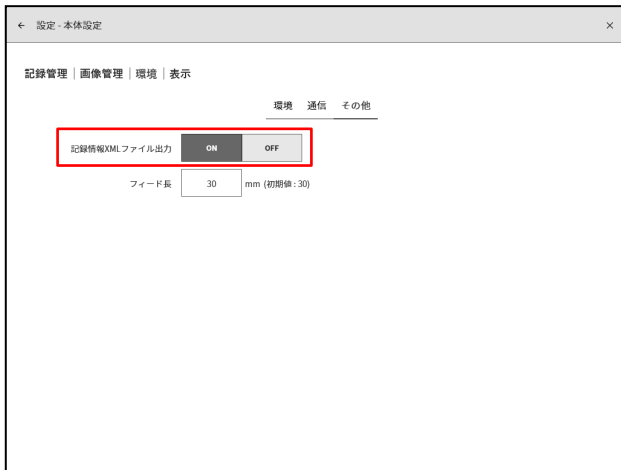 ← 設定 - 本体設定 ×
記録管理 | 画像管理 | 環境 | 表示
環境 通信 その他
記録情報XMLファイル出力 ON OFF
フィード長 30 mm (初期値 : 30)